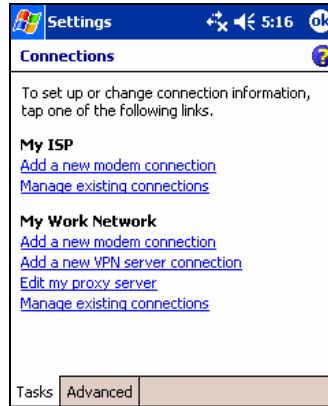 Settings 5:16 ok
Connections
To set up or change connection information,
tap one of the following links.
My ISP
Add a new modem connection
Manage existing connections
My Work Network
Add a new modem connection
Add a new VPN server connection
Edit my proxy server
Manage existing connections
Tasks Advanced